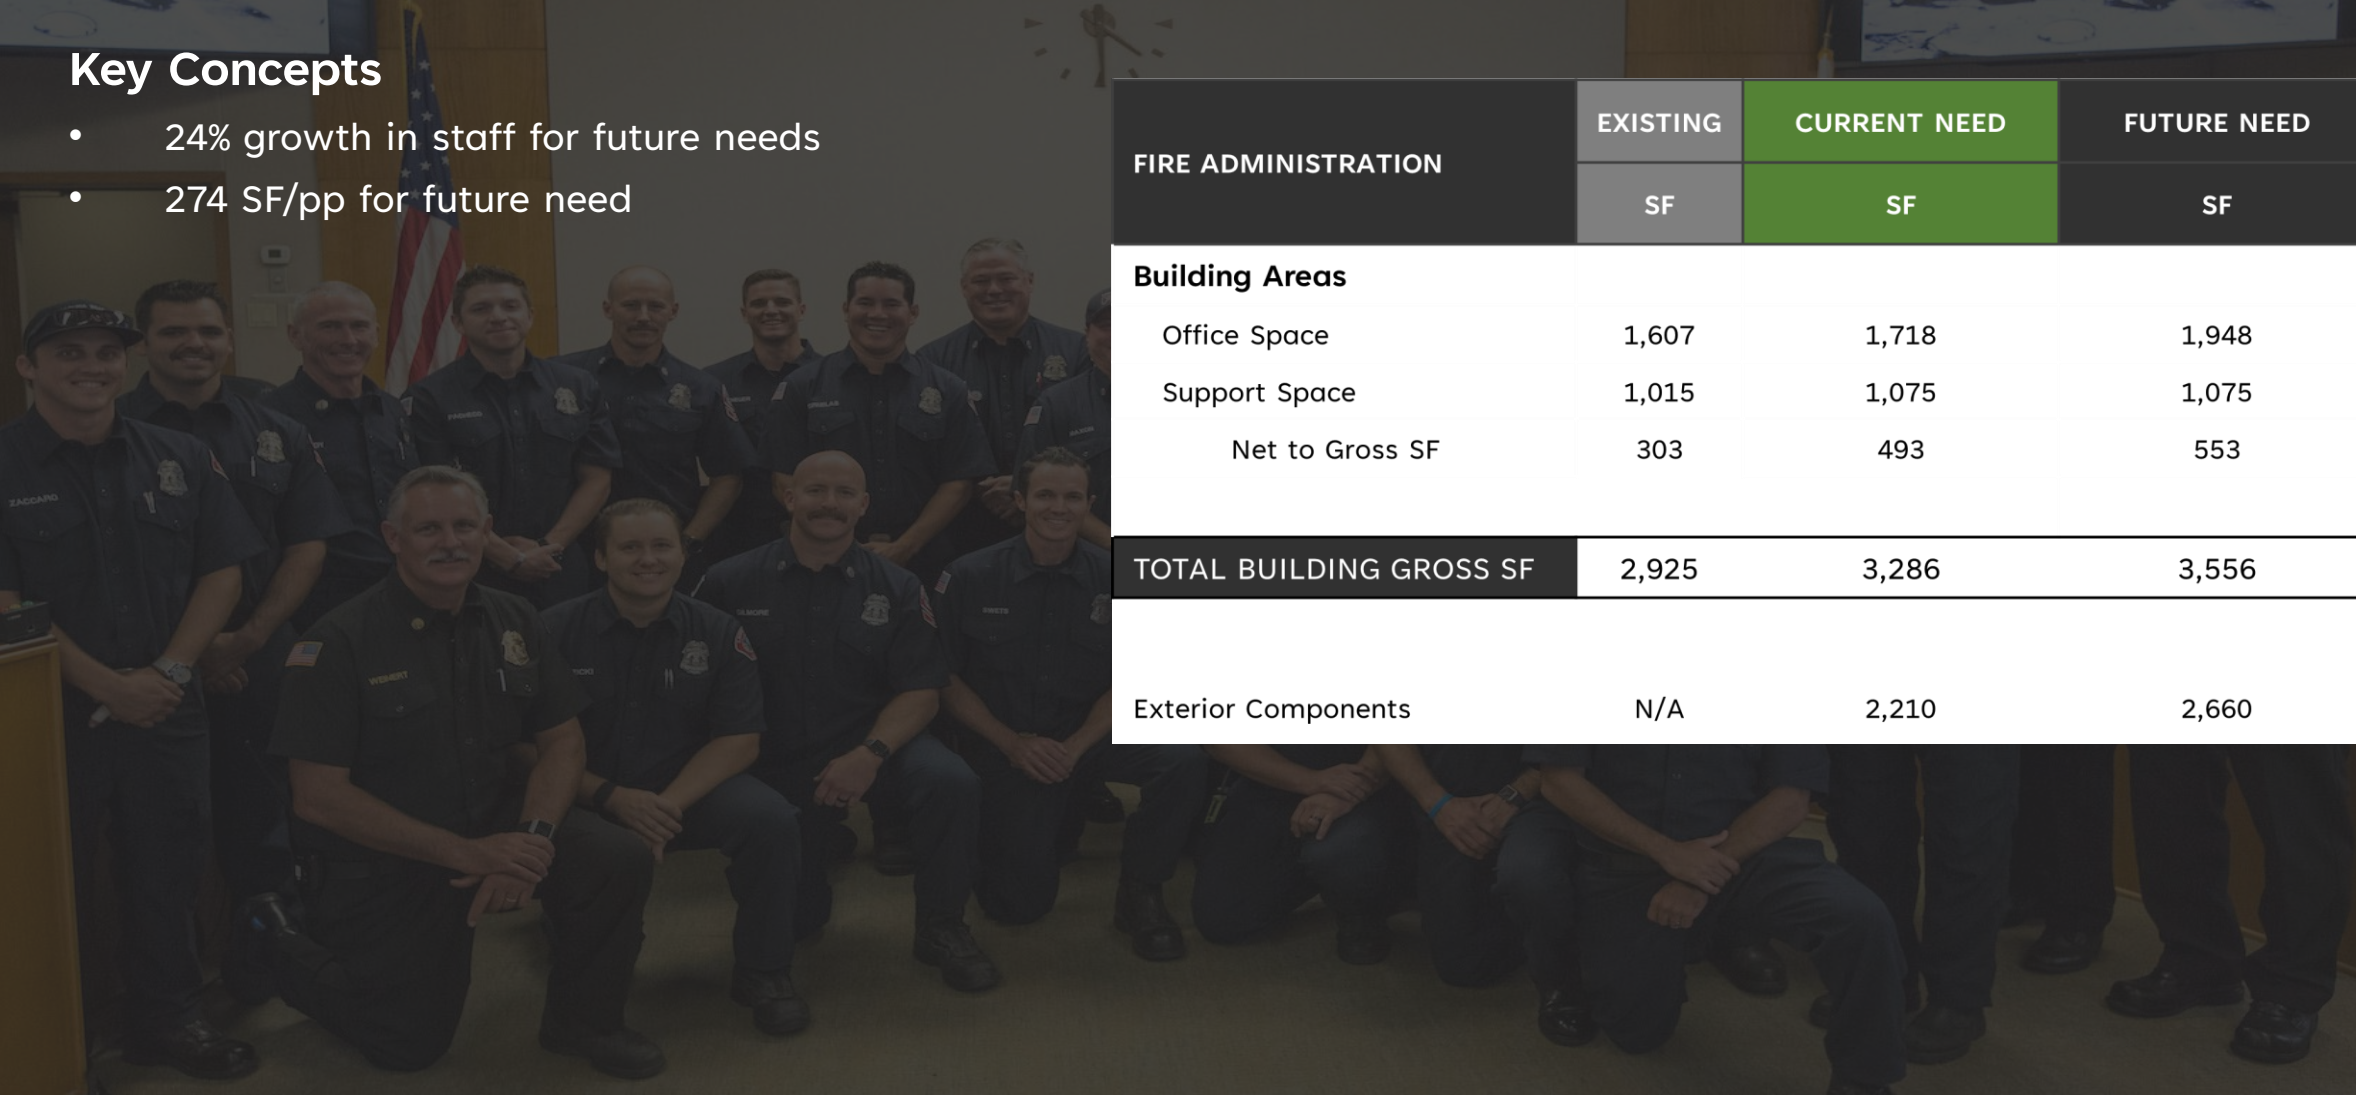 Key Concepts
• 24% growth in staff for future needs
• 274 SF/pp for future need
FIRE ADMINISTRATION
EXISTING CURRENT NEED FUTURE NEED
SF SF SF
Building Areas
Office Space 1,607 1,718 1,948
Support Space 1,015 1,075 1,075
Net to Gross SF 303 493 553
TOTAL BUILDING GROSS SF 2,925 3,286 3,556
Exterior Components N/A 2,210 2,660
ZACCARO
WEINERT